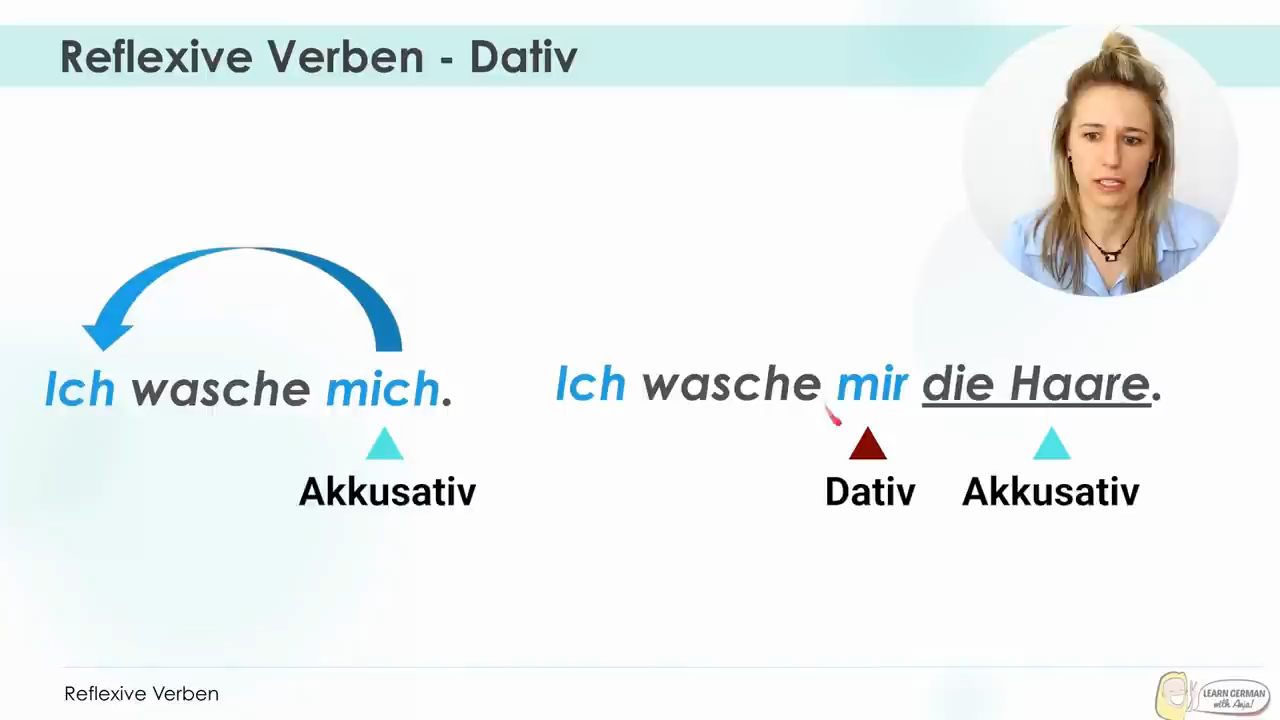 Reflexive Verben - Dativ
Ich wasche mich.
Akkusativ
Ich wasche mir die Haare.
Dativ Akkusativ
Reflexive Verben
LEARN GERMAN
with Anja!